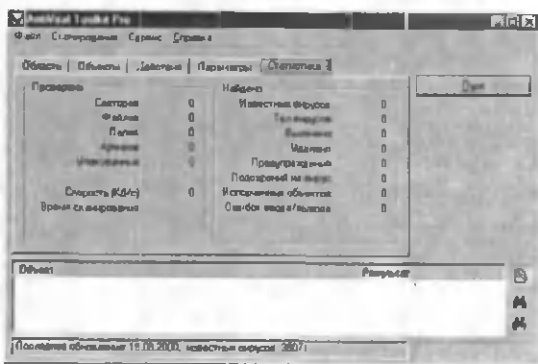 AntiViral Toolkit Pro
Файл Сканирование Сервис Справка
Область Объекты Действия Параметры Статистика
Пуск
Проверено
Секторов 0
Файлов 0
Папок 0
Архивов 0
Упакованных 0
Скорость (Кб/с) 0
Время сканирования
Найдено
Известных вирусов 0
Тел вирусов 0
Вылечено 0
Удалено 0
Предупреждений 0
Подозрений на вирус 0
Испорченных объектов 0
Ошибок ввода/вывода 0
Объект Результат
Последнее обновление .08.2000, известных вирусов